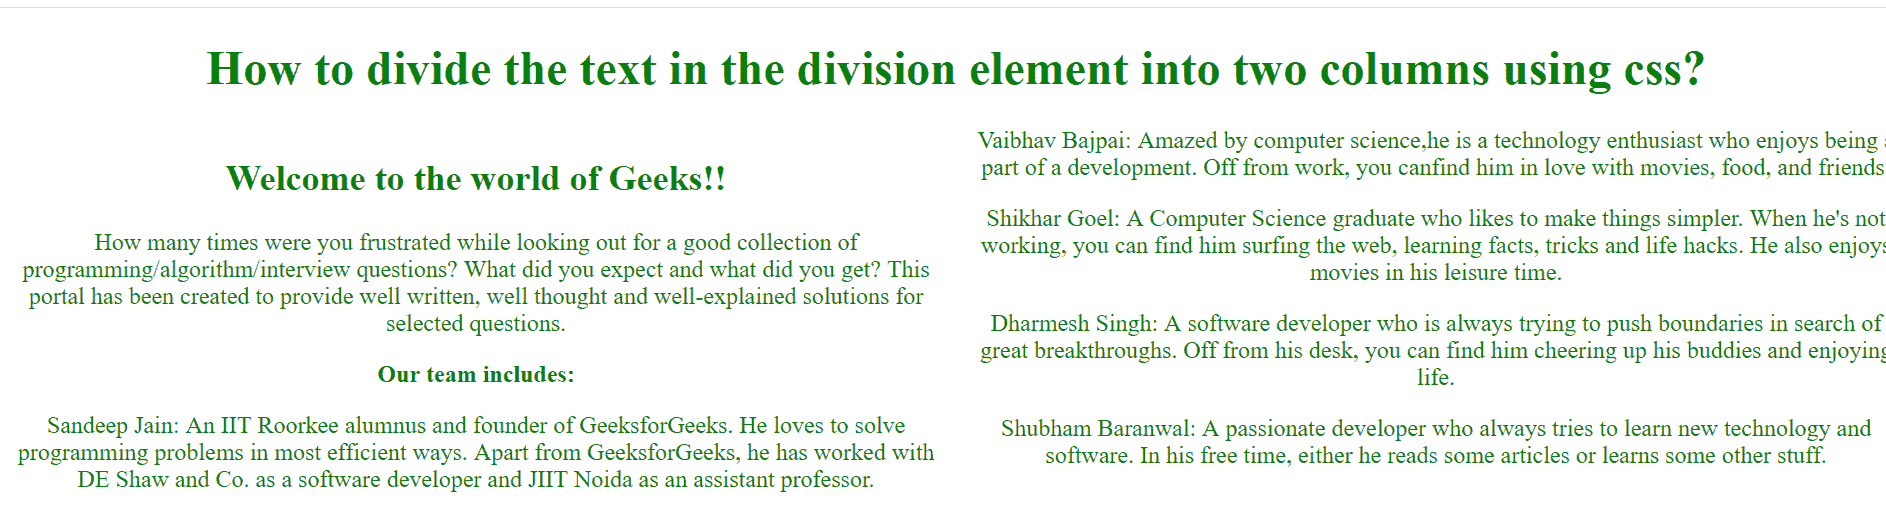 How to divide the text in the division element into two columns using css?
Welcome to the world of Geeks!!
How many times were you frustrated while looking out for a good collection of
programming/algorithm/interview questions? What did you expect and what did you get? This
portal has been created to provide well written, well thought and well-explained solutions for
selected questions.
Our team includes:
Sandeep Jain: An IIT Roorkee alumnus and founder of GeeksforGeeks. He loves to solve
programming problems in most efficient ways. Apart from GeeksforGeeks, he has worked with
DE Shaw and Co. as a software developer and JIIT Noida as an assistant professor.
Vaibhav Bajpai: Amazed by computer science,he is a technology enthusiast who enjoys being
part of a development. Off from work, you canfind him in love with movies, food, and friends
Shikhar Goel: A Computer Science graduate who likes to make things simpler. When he's not
working, you can find him surfing the web, learning facts, tricks and life hacks. He also enjoys
movies in his leisure time.
Dharmesh Singh: A software developer who is always trying to push boundaries in search of
great breakthroughs. Off from his desk, you can find him cheering up his buddies and enjoying
life.
Shubham Baranwal: A passionate developer who always tries to learn new technology and
software. In his free time, either he reads some articles or learns some other stuff.